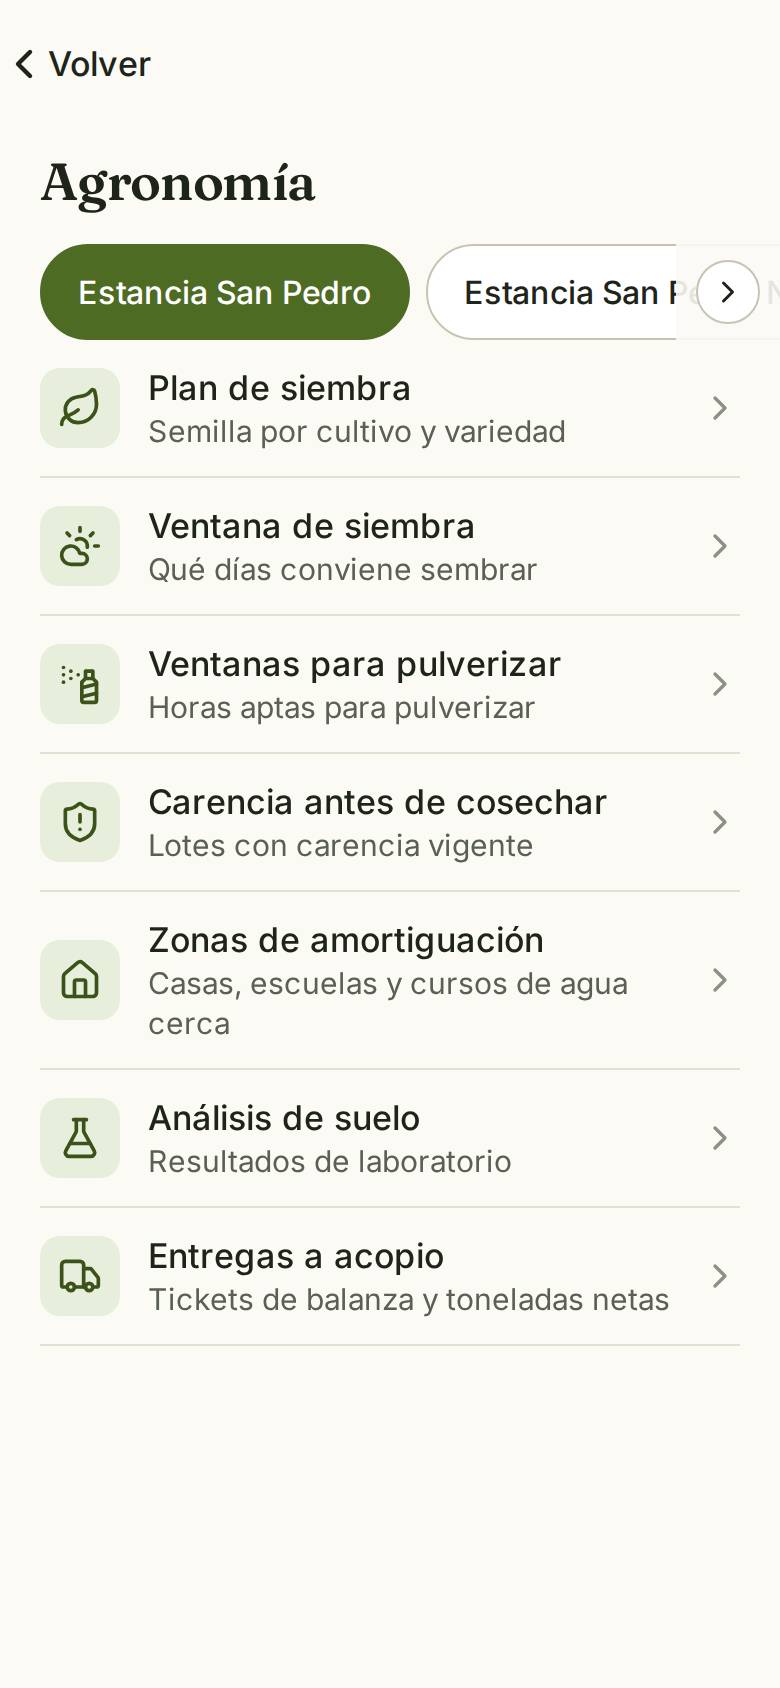 Volver
Agronomía
Estancia San Pedro
Estancia San
Plan de siembra
Semilla por cultivo y variedad
Ventana de siembra
Qué días conviene sembrar
Ventanas para pulverizar
Horas aptas para pulverizar
Carencia antes de cosechar
Lotes con carencia vigente
Zonas de amortiguación
Casas, escuelas y cursos de agua
cerca
Análisis de suelo
Resultados de laboratorio
Entregas a acopio
Tickets de balanza y toneladas netas